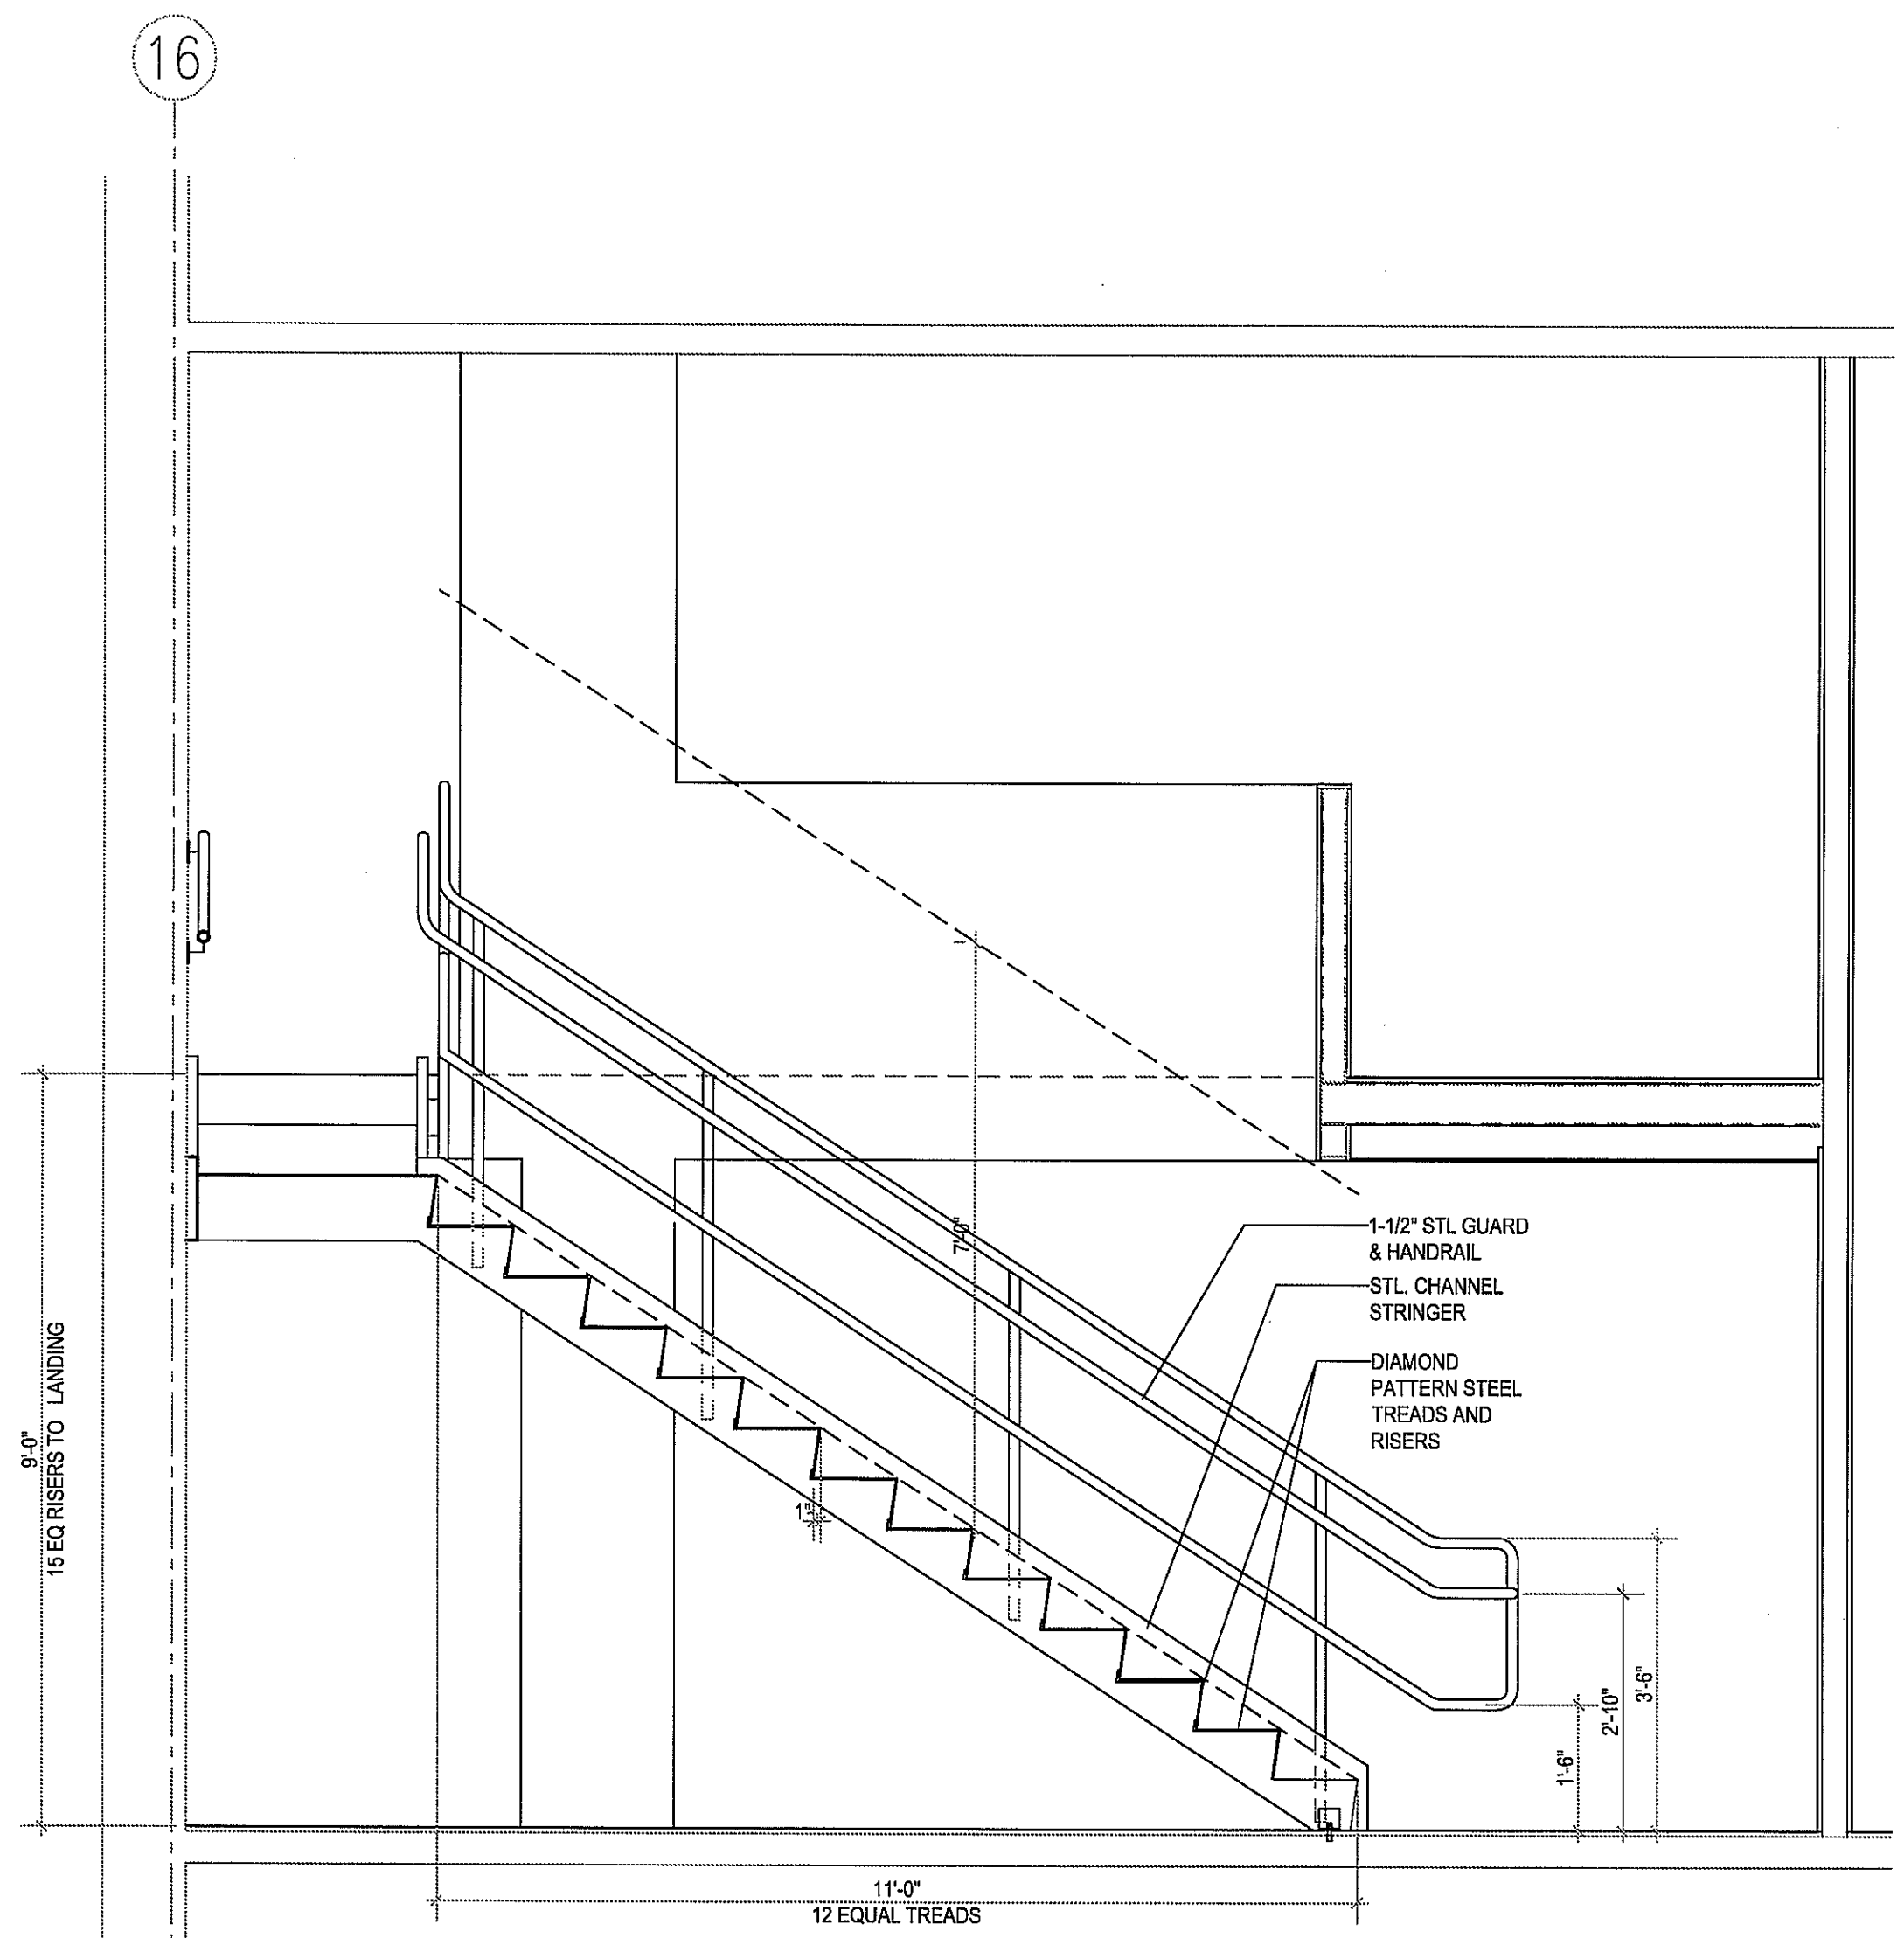 16
7'-0"
1-1/2" STL GUARD
& HANDRAIL
STL. CHANNEL
STRINGER
DIAMOND
PATTERN STEEL
TREADS AND
RISERS
9'-0"
15 EQ RISERS TO LANDING
1"
1'-6"
2'-10"
3'-6"
11'-0"
12 EQUAL TREADS